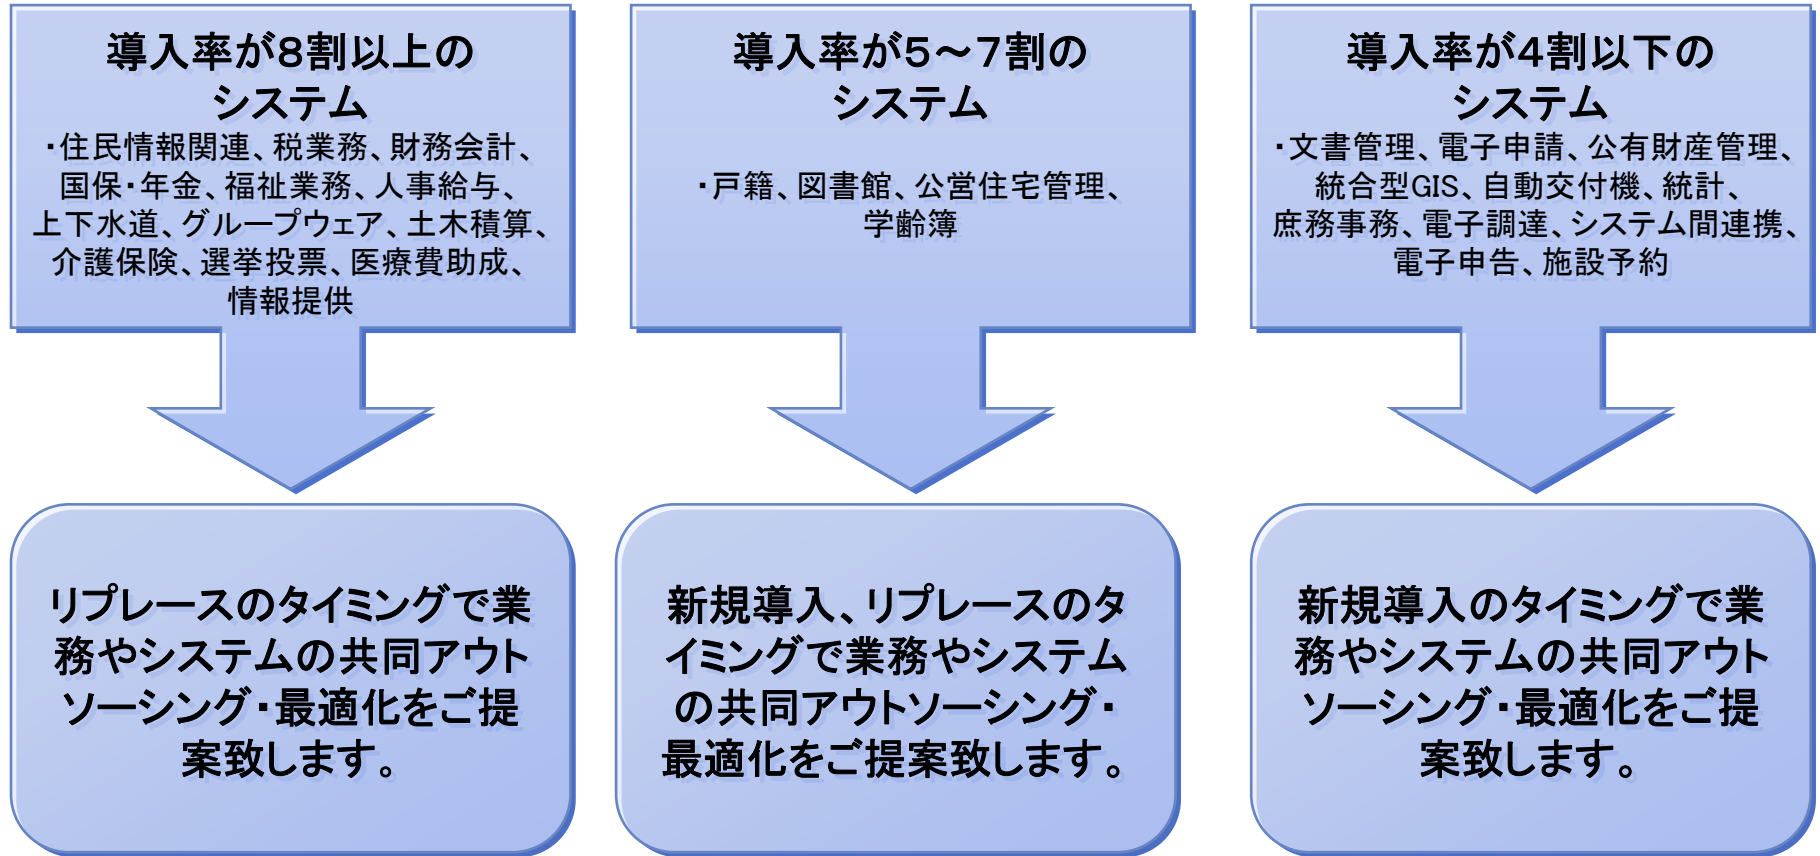 導入率が８割以上の
システム
・住民情報関連、税業務、財務会計、
国保・年金、福祉業務、人事給与、
上下水道、グループウェア、土木積算、
介護保険、選挙投票、医療費助成、
情報提供
導入率が５～７割の
システム
・戸籍、図書館、公営住宅管理、
学齢簿
導入率が４割以下の
システム
・文書管理、電子申請、公有財産管理、
統合型GIS、自動交付機、統計、
庶務事務、電子調達、システム間連携、
電子申告、施設予約
リプレースのタイミングで業
務やシステムの共同アウト
ソーシング・最適化をご提
案致します。
新規導入、リプレースのタ
イミングで業務やシステム
の共同アウトソーシング・
最適化をご提案致します。
新規導入のタイミングで業
務やシステムの共同アウト
ソーシング・最適化をご提
案致します。